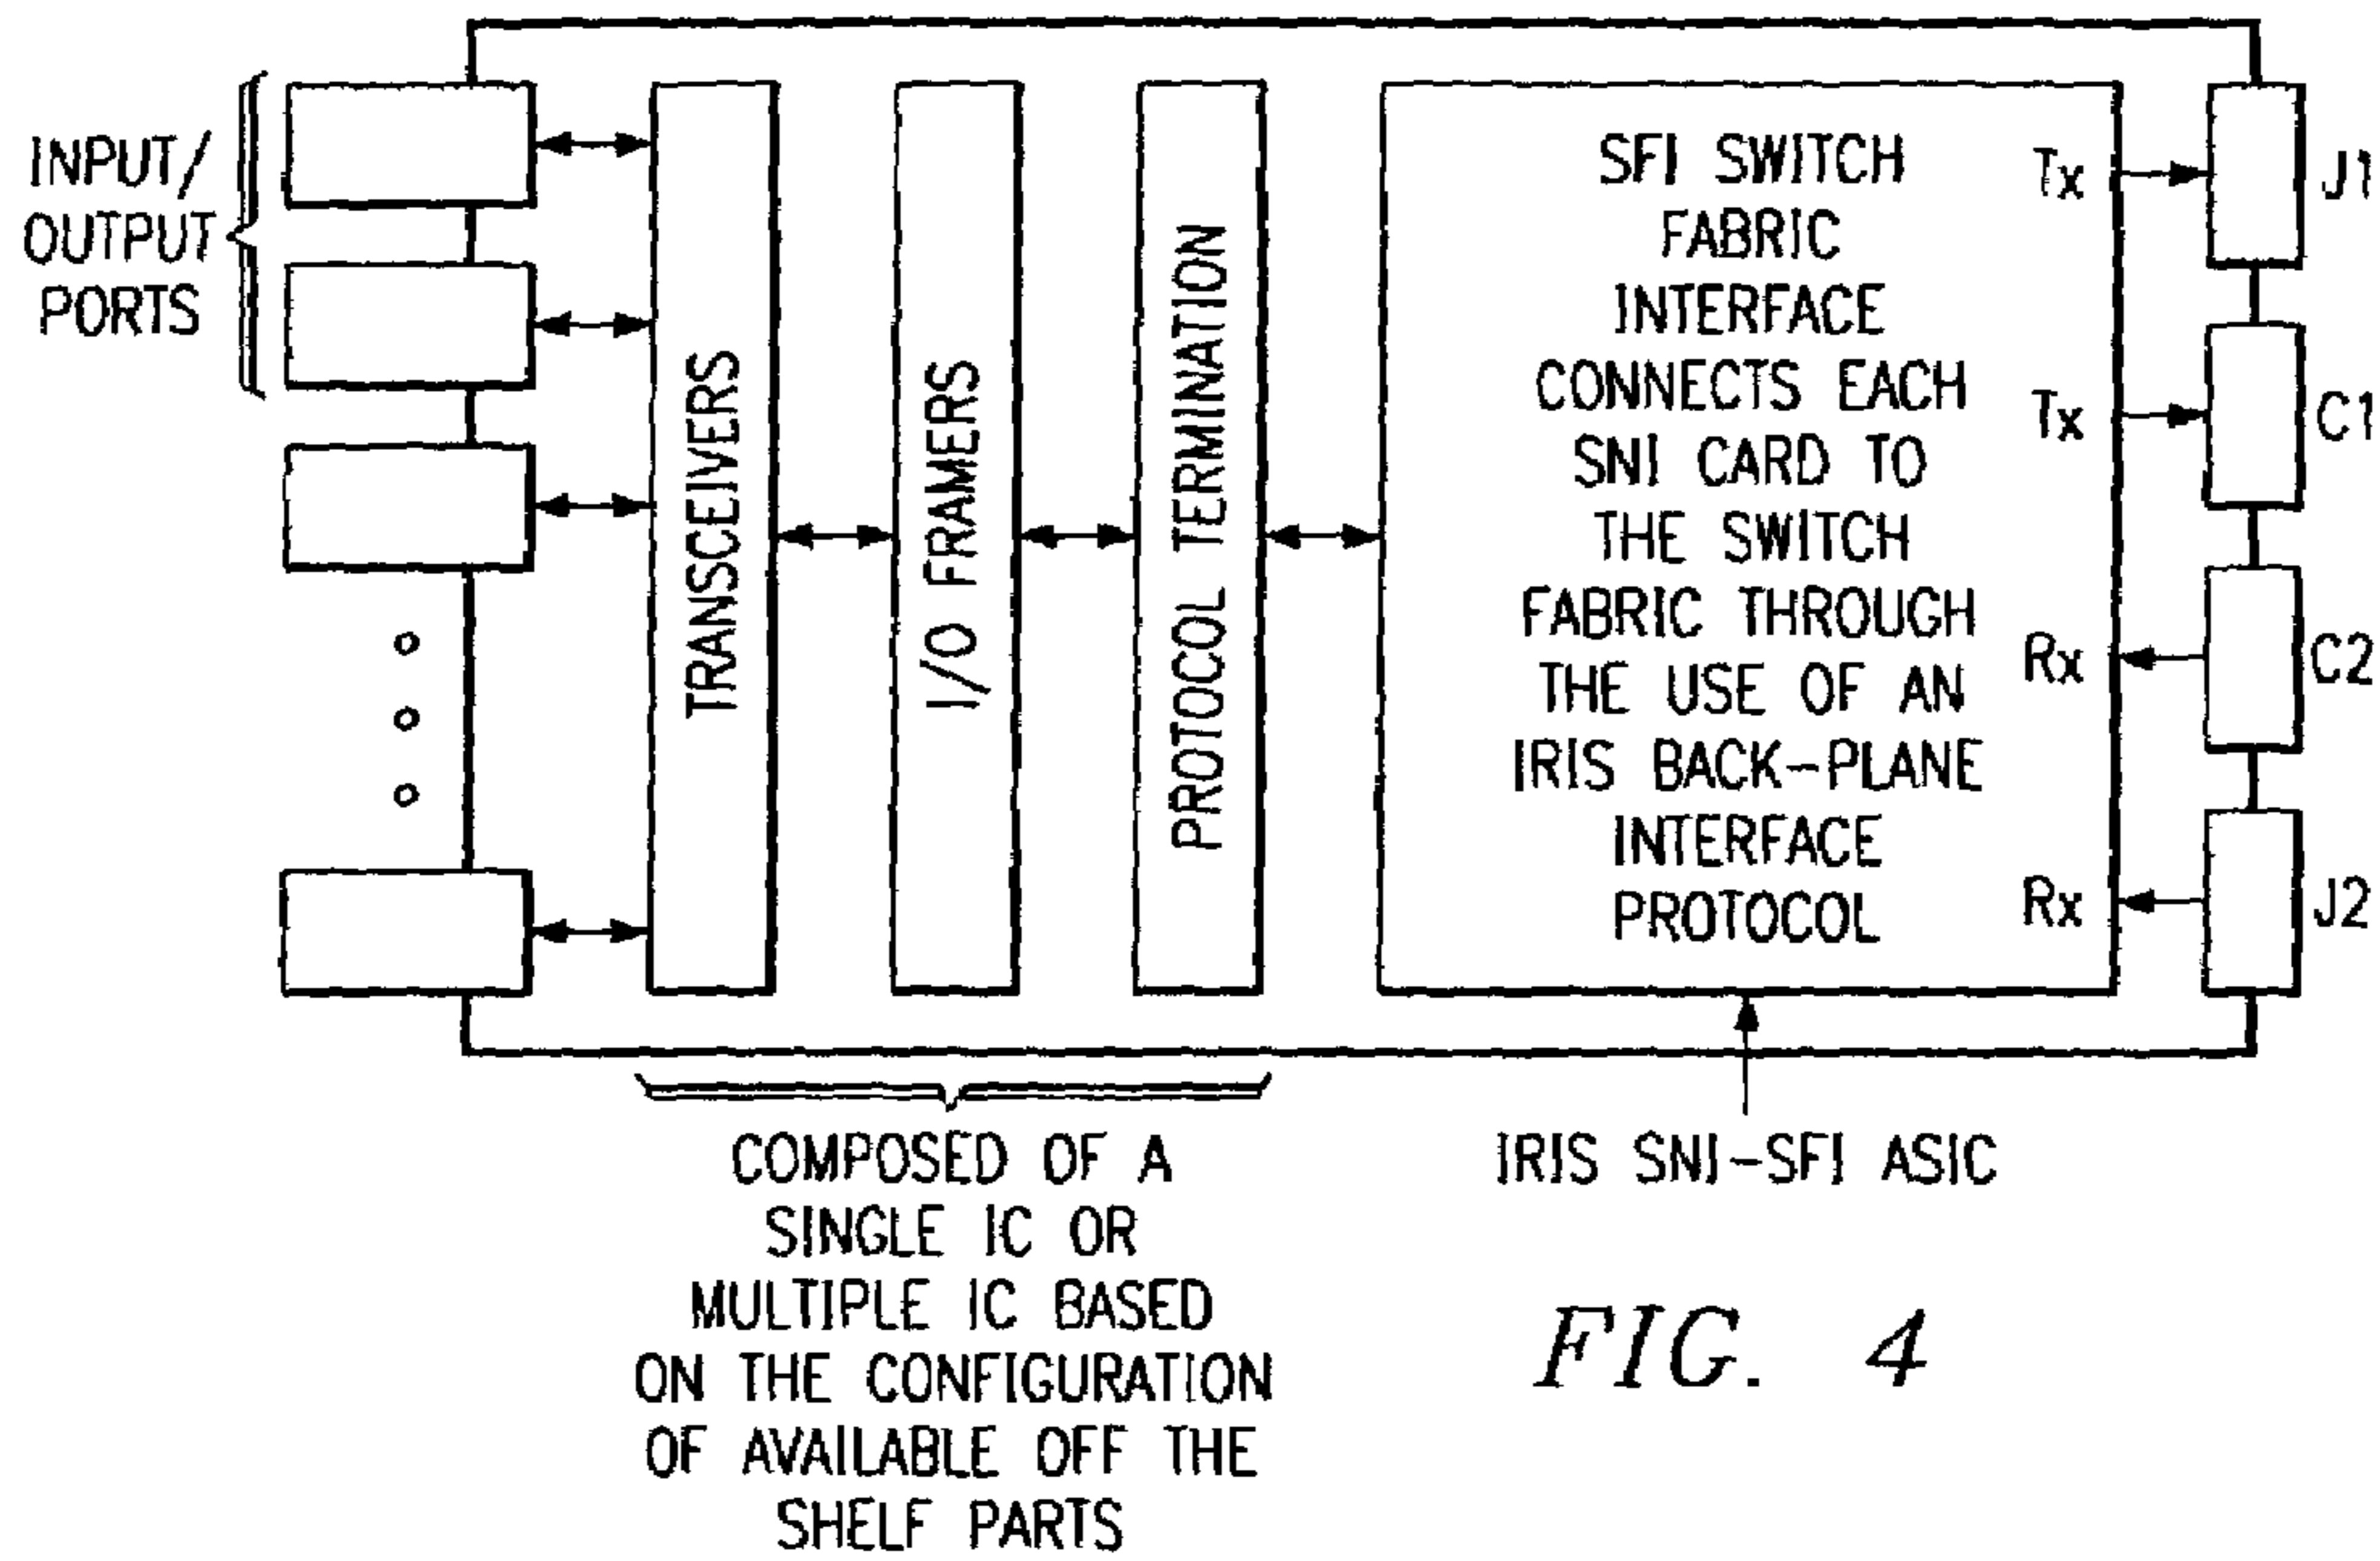 INPUT/
OUTPUT
PORTS
TRANSCEIVERS
I/O FRAMERS
PROTOCOL TERMINATION
SFI SWITCH
FABRIC
INTERFACE
CONNECTS EACH
SNI CARD TO
THE SWITCH
FABRIC THROUGH
THE USE OF AN
IRIS BACK-PLANE
INTERFACE
PROTOCOL
Tx
Tx
Rx
Rx
J1
C1
C2
J2
COMPOSED OF A
SINGLE IC OR
MULTIPLE IC BASED
ON THE CONFIGURATION
OF AVAILABLE OFF THE
SHELF PARTS
IRIS SNI-SFI ASIC
FIG. 4